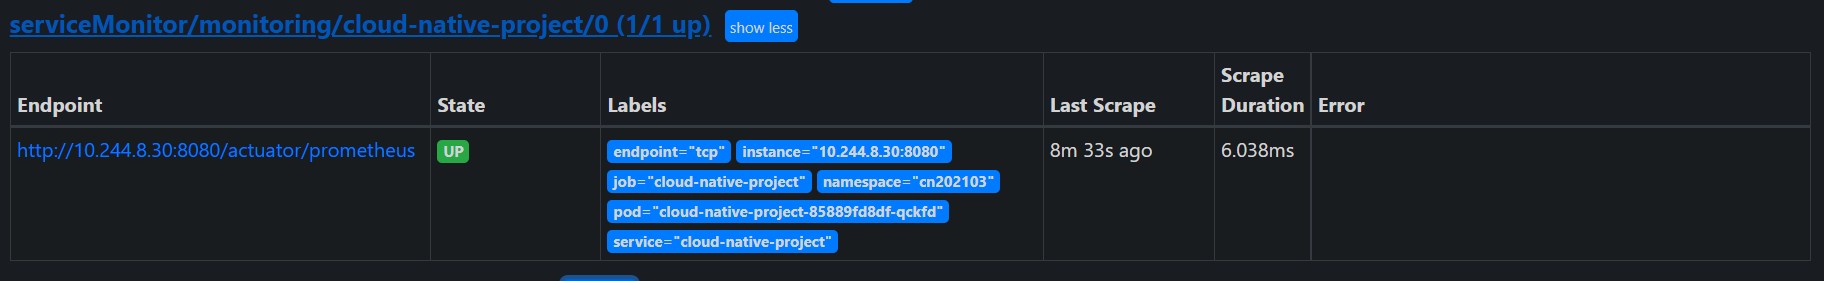 serviceMonitor/monitoring/cloud-native-project/0 (1/1 up) show less
Endpoint State Labels Last Scrape Scrape Duration Error
http://10.244.8.30:8080/actuator/prometheus UP endpoint="tcp" instance="10.244.8.30:8080" 8m 33s ago 6.038ms
job="cloud-native-project" namespace="cn202103"
pod="cloud-native-project-85889fd8df-qckfd"
service="cloud-native-project"